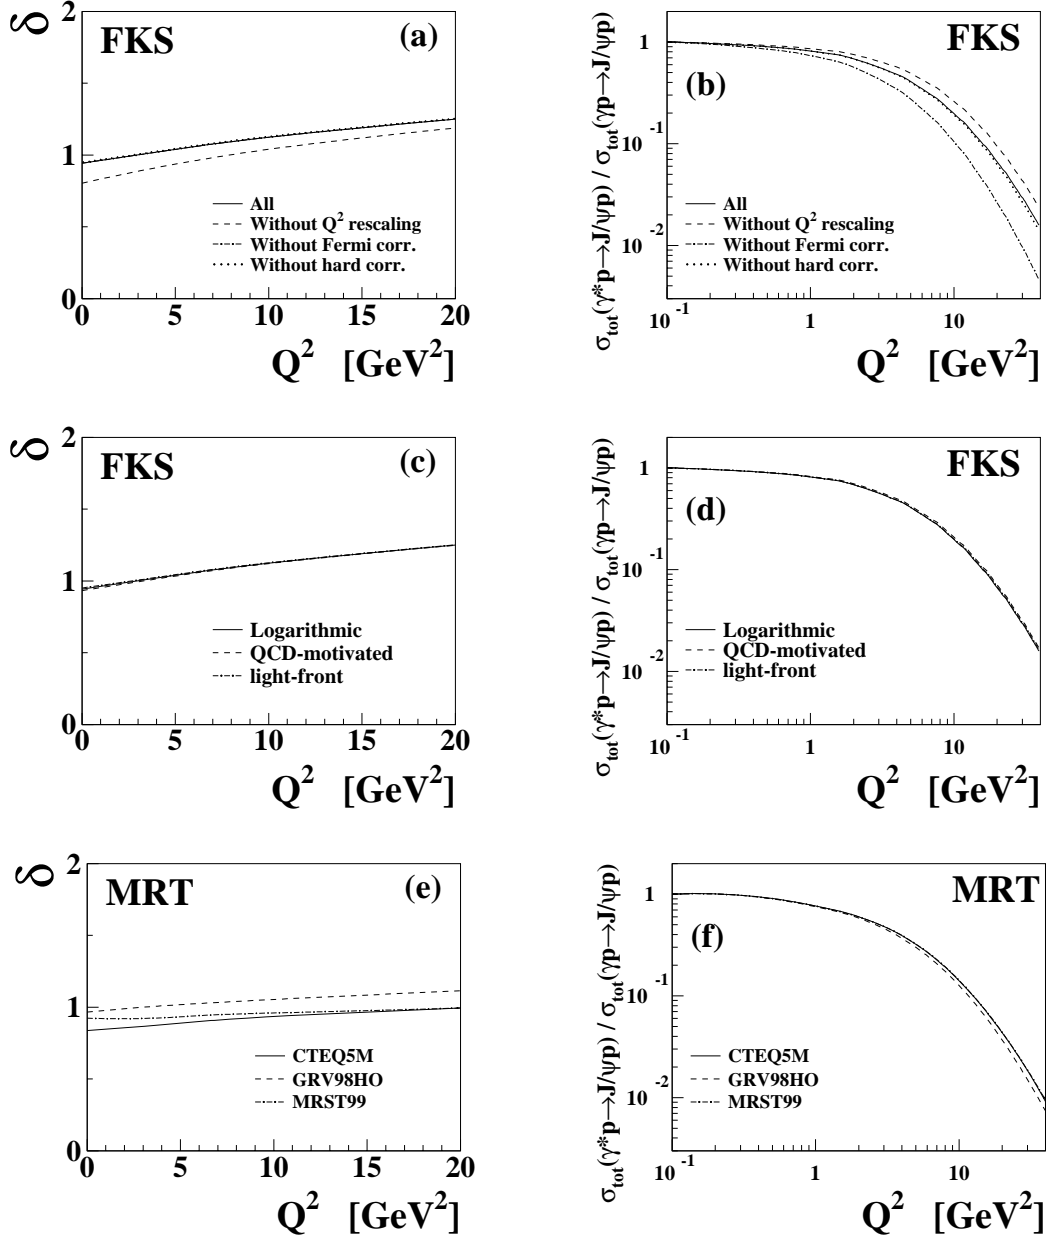 δ
2
1
0
FKS
(a)
All
Without Q² rescaling
Without Fermi corr.
Without hard corr.
0 5 10 15 20
Q² [GeV²]
σtot(γ*p→J/ψp) / σtot(γp→J/ψp)
1
10⁻¹
10⁻²
FKS
(b)
All
Without Q² rescaling
Without Fermi corr.
Without hard corr.
10⁻¹ 1 10
Q² [GeV²]
δ
2
1
0
FKS
(c)
Logarithmic
QCD-motivated
light-front
0 5 10 15 20
Q² [GeV²]
σtot(γ*p→J/ψp) / σtot(γp→J/ψp)
1
10⁻¹
10⁻²
FKS
(d)
Logarithmic
QCD-motivated
light-front
10⁻¹ 1 10
Q² [GeV²]
δ
2
1
0
MRT
(e)
CTEQ5M
GRV98HO
MRST99
0 5 10 15 20
Q² [GeV²]
σtot(γ*p→J/ψp) / σtot(γp→J/ψp)
1
10⁻¹
10⁻²
MRT
(f)
CTEQ5M
GRV98HO
MRST99
10⁻¹ 1 10
Q² [GeV²]